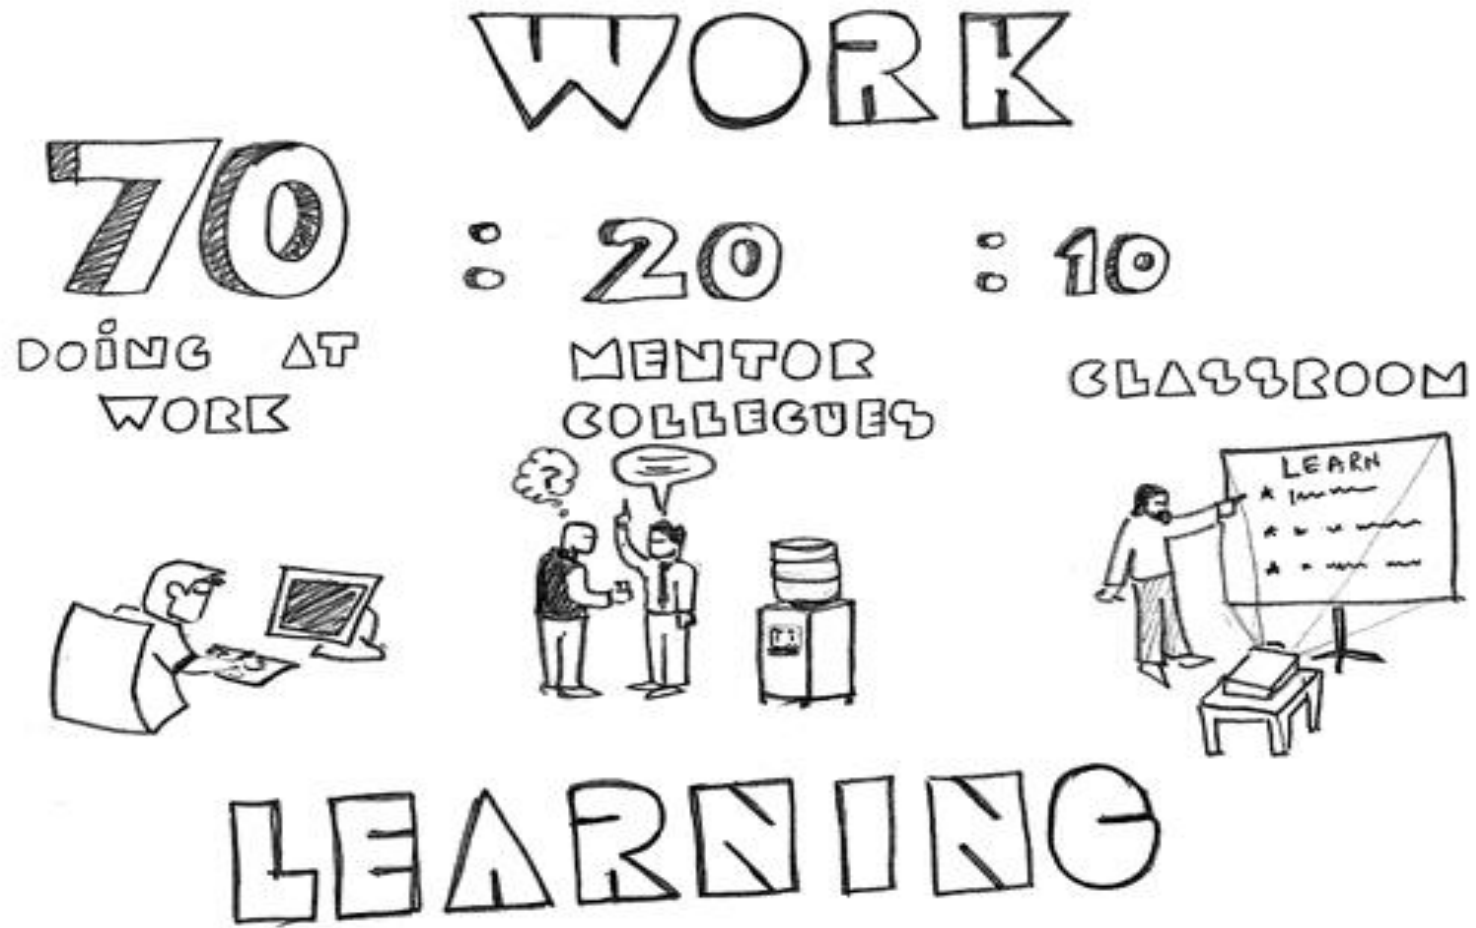 WORK
70 : 20 : 10
DOING AT
WORK
MENTOR
COLLEGUES
CLASSROOM
?
LEARN
LEARNING